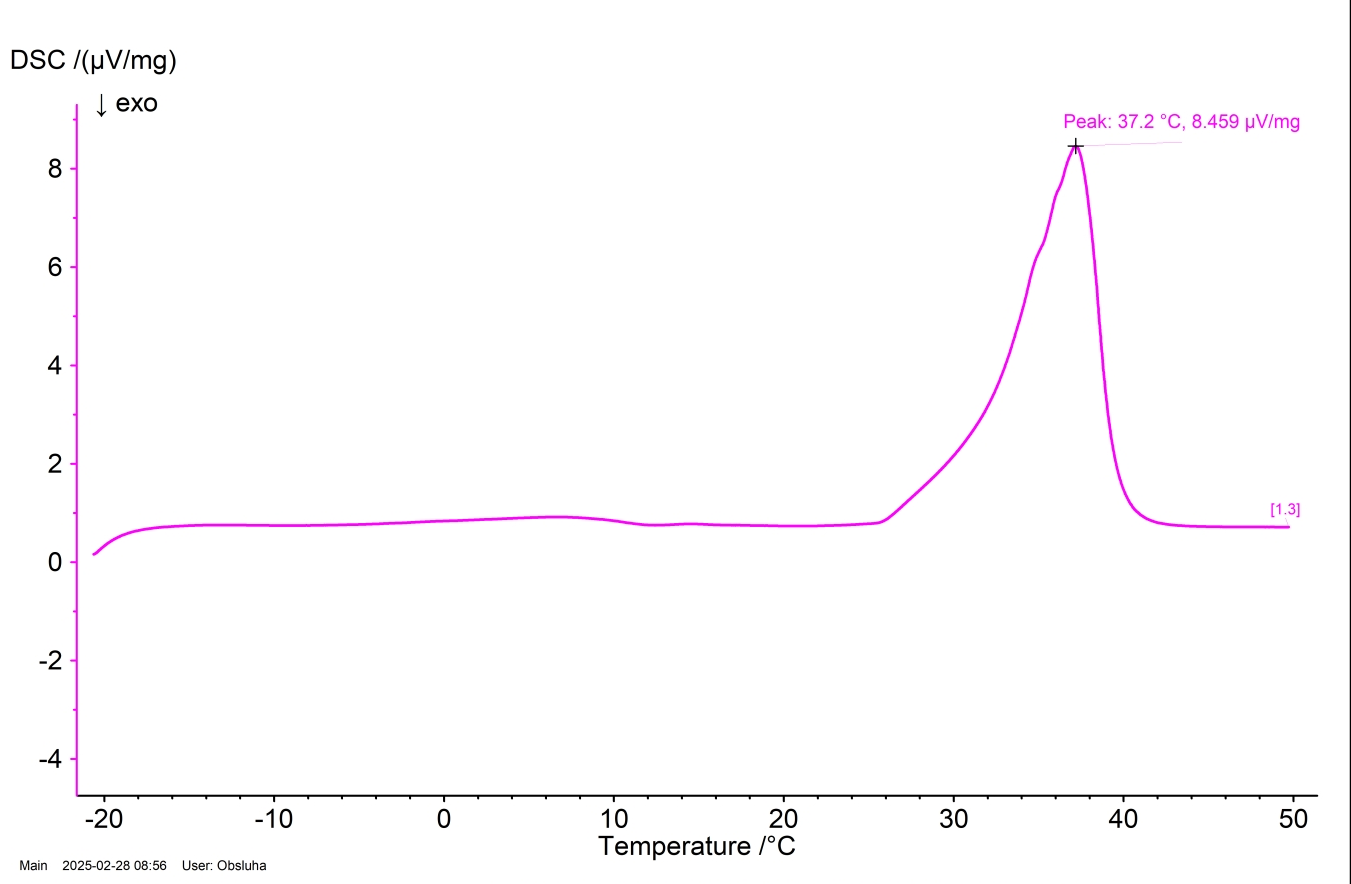 DSC /(µV/mg)
↓ exo
Peak: 37.2 °C, 8.459 µV/mg
8
6
4
2
[1.3]
0
-2
-4
-20 -10 0 10 20 30 40 50
Temperature /°C
Main 2025-02-28 08:56 User: Obsluha